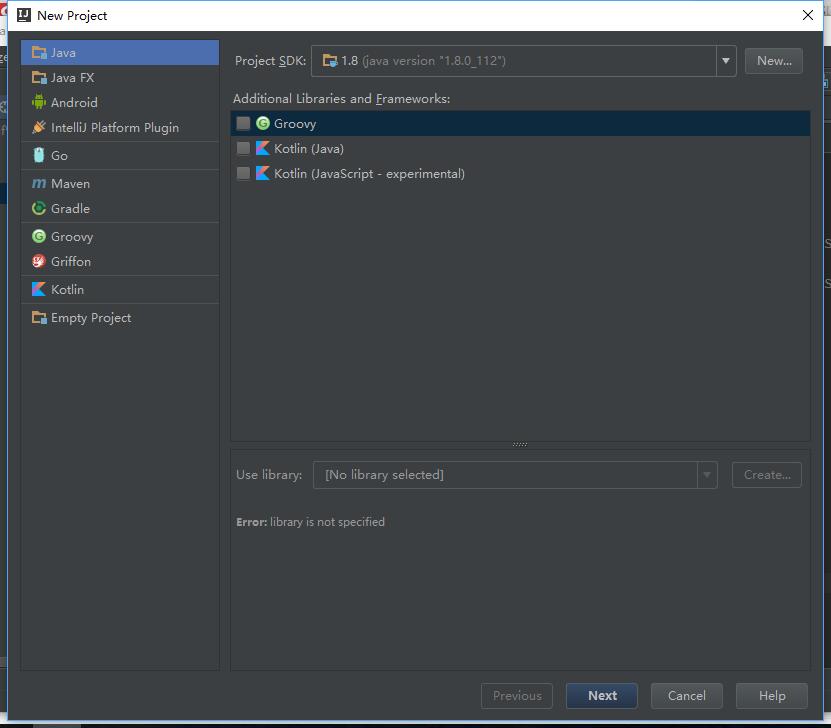 New Project
Java
Java FX
Android
IntelliJ Platform Plugin
Go
Maven
Gradle
Groovy
Griffon
Kotlin
Empty Project
Project SDK: 1.8 (java version "1.8.0_112") New...
Additional Libraries and Frameworks:
Groovy
Kotlin (Java)
Kotlin (JavaScript - experimental)
Use library: [No library selected] Create...
Error: library is not specified
Previous Next Cancel Help